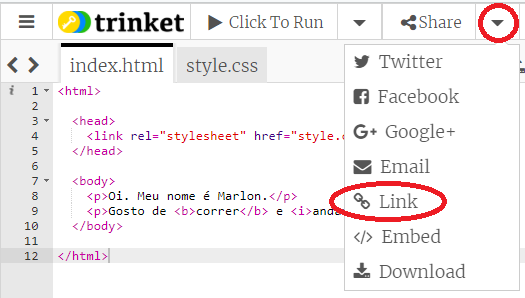 trinket Click To Run Share
index.html style.css
1 <html>
2
3 <head>
4 <link rel="stylesheet" href="style.
5 </head>
6
7 <body>
8 <p>Oi. Meu nome é Marlon.</p>
9 <p>Gosto de <b>correr</b> e <i>
10 </body>
11
12 </html>
Twitter
Facebook
G+ Google+
Email
Link
</> Embed
Download